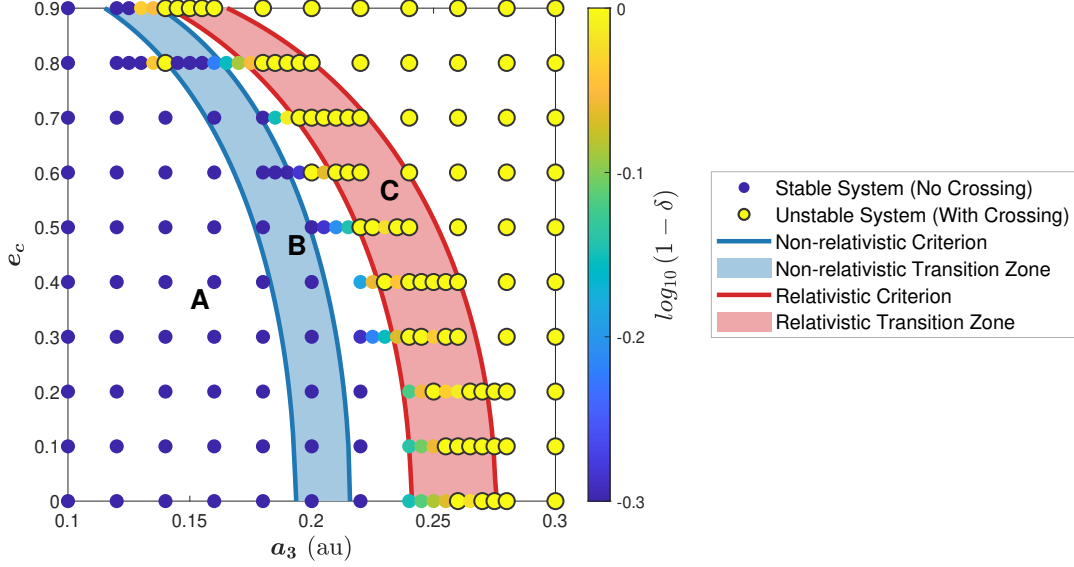 0.9
0.8
0.7
0.6
0.5
0.4
0.3
0.2
0.1
0
e_c
0.1
0.15
0.2
0.25
0.3
a_3 (au)
A
B
C
0
-0.1
-0.2
-0.3
log_10 (1 − δ)
Stable System (No Crossing)
Unstable System (With Crossing)
Non-relativistic Criterion
Non-relativistic Transition Zone
Relativistic Criterion
Relativistic Transition Zone